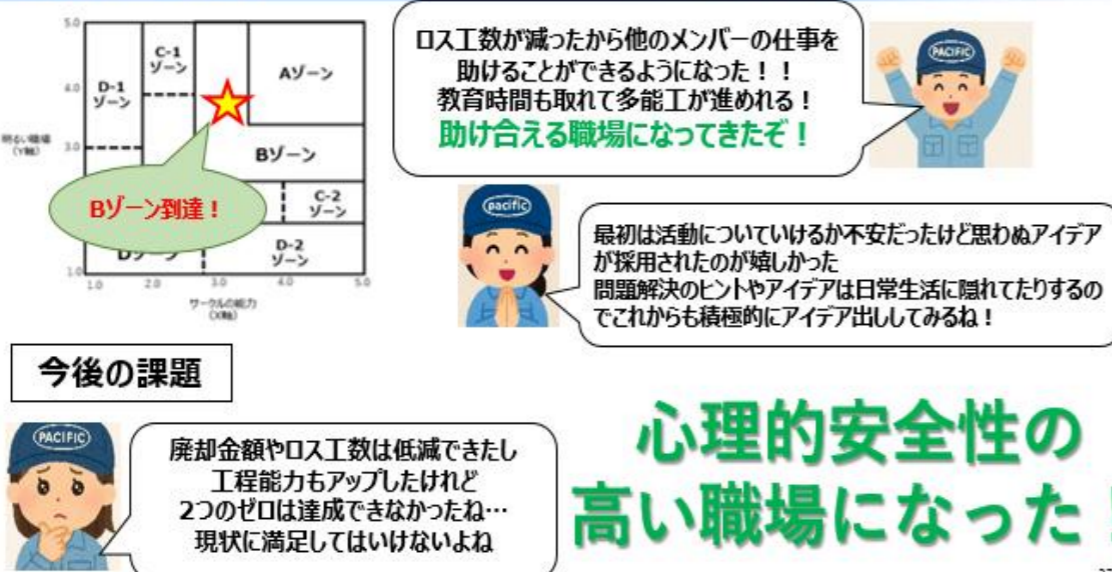 5.0
4.0
3.0
1.0
明るい職場
(Y軸)
D-1
ゾーン
C-1
ゾーン
Aゾーン
Bゾーン
C-2
ゾーン
D-2
ゾーン
Bゾーン到達！
1.0
2.0
3.0
4.0
5.0
サークルの能力
(X軸)
ロス工数が減ったから他のメンバーの仕事を
助けることができるようになった！！
教育時間も取れて多能工が進めれる！
助け合える職場になってきたぞ！
PACIFIC
pacific
最初は活動についていけるか不安だったけど思わぬアイデア
が採用されたのが嬉しかった
問題解決のヒントやアイデアは日常生活に隠れてたりするの
でこれからも積極的にアイデア出ししてみるね！
今後の課題
PACIFIC
廃却金額やロス工数は低減できたし
工程能力もアップしたけれど
2つのゼロは達成できなかったね…
現状に満足してはいけないよね
心理的安全性の
高い職場になった！